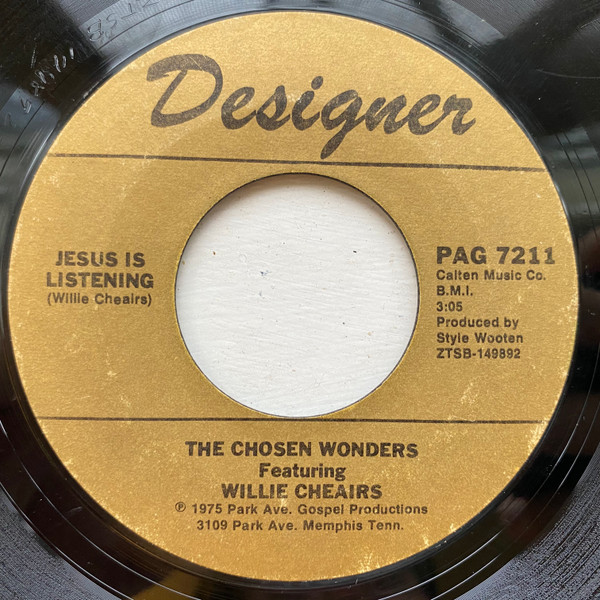 Designer
JESUS IS
LISTENING
(Willie Cheairs)
PAG 7211
Calten Music Co.
B.M.I.
3:05
Produced by
Style Wooten
ZTSB-149892
THE CHOSEN WONDERS
Featuring
WILLIE CHEAIRS
℗ 1975 Park Ave. Gospel Productions
3109 Park Ave. Memphis Tenn.